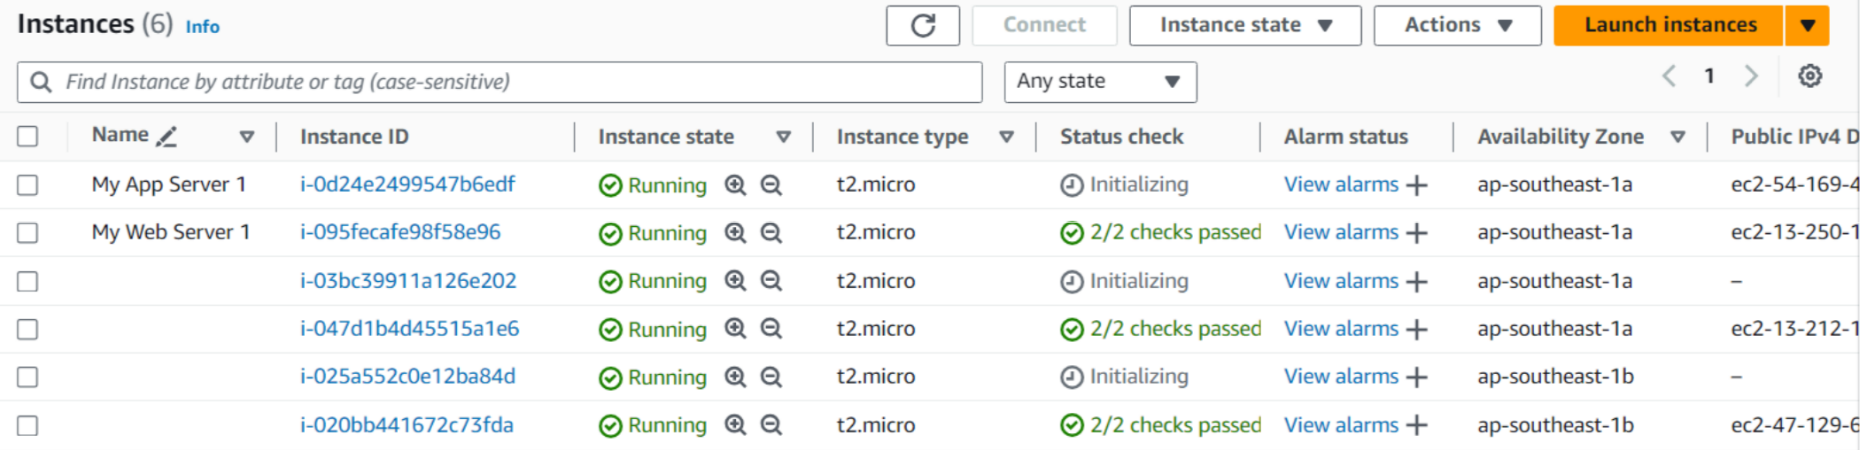 Instances (6) Info Connect Instance state Actions Launch instances
Find Instance by attribute or tag (case-sensitive) Any state 1
Name Instance ID Instance state Instance type Status check Alarm status Availability Zone Public IPv4 D
My App Server 1 i-0d24e2499547b6edf Running t2.micro Initializing View alarms + ap-southeast-1a ec2-54-169-4
My Web Server 1 i-095fecafe98f58e96 Running t2.micro 2/2 checks passed View alarms + ap-southeast-1a ec2-13-250-1
i-03bc39911a126e202 Running t2.micro Initializing View alarms + ap-southeast-1a –
i-047d1b4d45515a1e6 Running t2.micro 2/2 checks passed View alarms + ap-southeast-1a ec2-13-212-1
i-025a552c0e12ba84d Running t2.micro Initializing View alarms + ap-southeast-1b –
i-020bb441672c73fda Running t2.micro 2/2 checks passed View alarms + ap-southeast-1b ec2-47-129-6